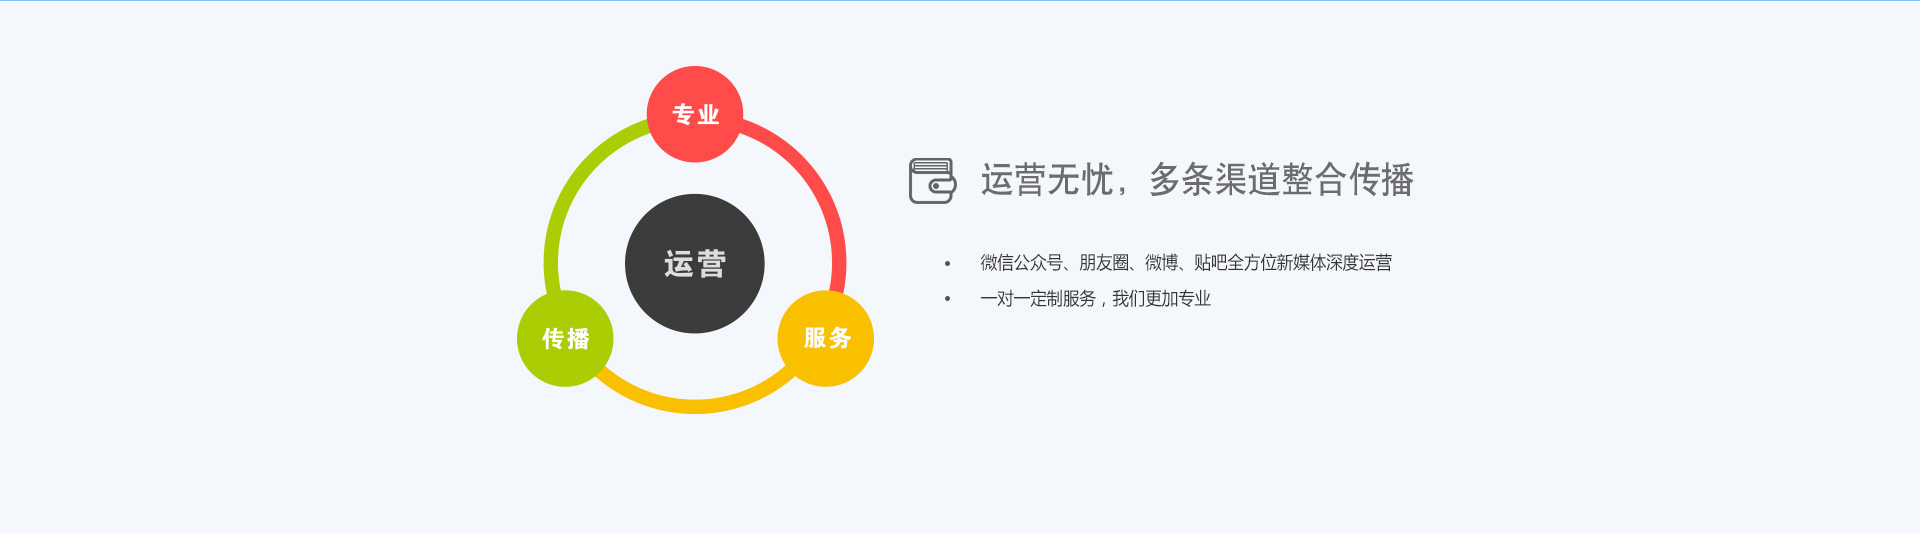 专业
运营
传播
服务
运营无忧，多条渠道整合传播
• 微信公众号、朋友圈、微博、贴吧全方位新媒体深度运营
• 一对一定制服务，我们更加专业